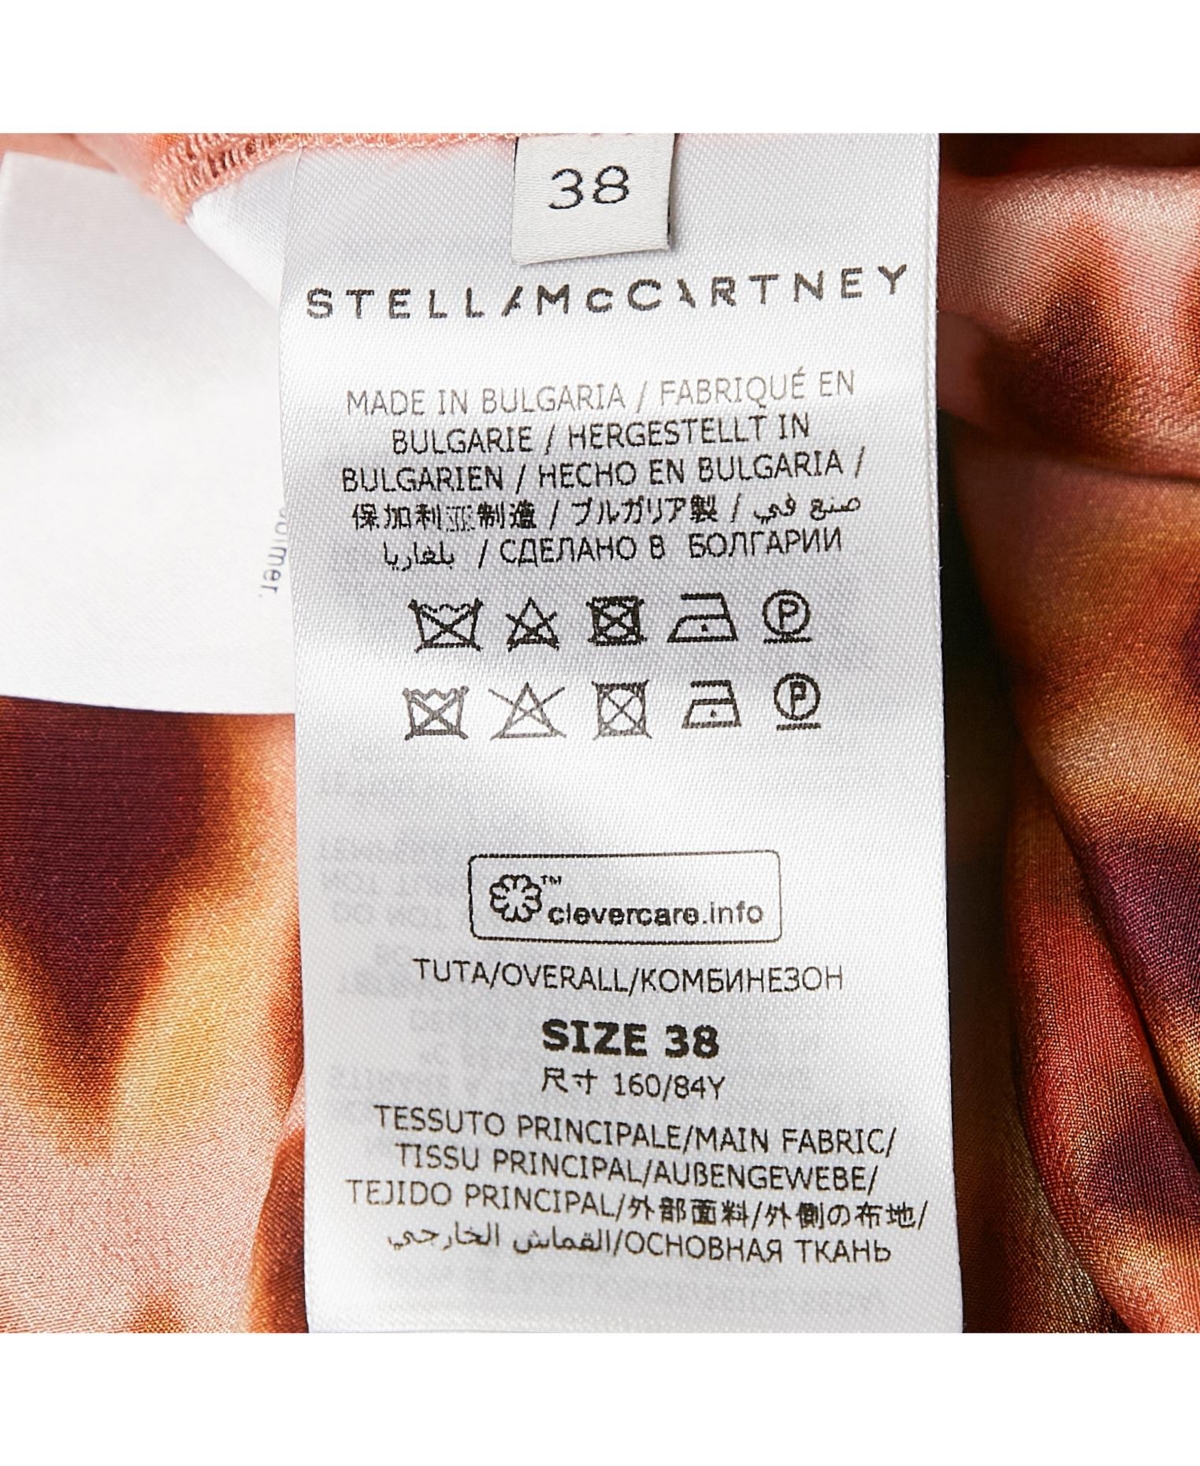 38
STELLAMcCARTNEY
MADE IN BULGARIA / FABRIQUÉ EN
BULGARIE / HERGESTELLT IN
BULGARIEN / HECHO EN BULGARIA /
保加利亚制造 / ブルガリア製 / صنع في
بلغاريا / СДЕЛАНО В БОЛГАРИИ
P
P
™
clevercare.info
TUTA/OVERALL/КОМБИНЕЗОН
SIZE 38
尺寸 160/84Y
TESSUTO PRINCIPALE/MAIN FABRIC/
TISSU PRINCIPAL/AUßENGEWEBE/
TEJIDO PRINCIPAL/外部面料/外側の布地/
القماش الخارجي/ОСНОВНАЯ ТКАНЬ